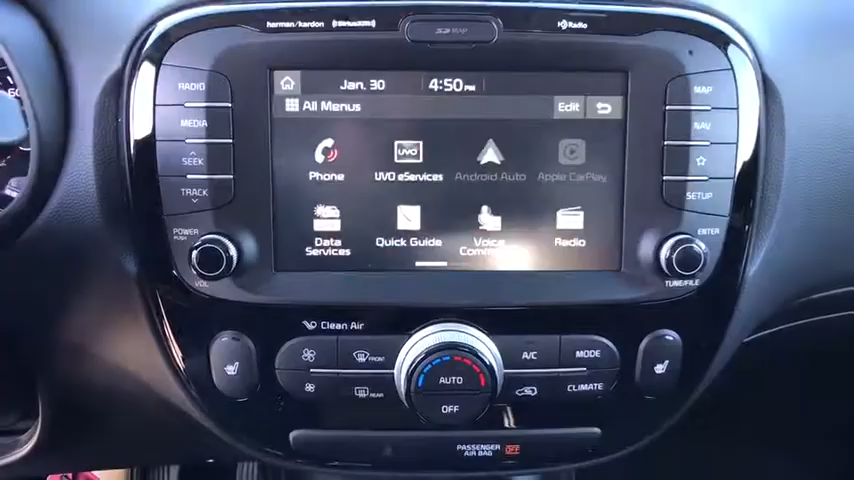 harman/kardon (SiriusXM) SD MAP HD Radio
RADIO
MEDIA
SEEK
TRACK
POWER
PUSH
VOL
Jan. 30 4:50 PM
All Menus Edit
Phone UVO eServices Android Auto Apple CarPlay
UVO
Data Services Quick Guide Voice Radio
MAP
NAV
SETUP
ENTER
TUNE/FILE
Clean Air
FRONT
REAR
AUTO
OFF
A/C
MODE
CLIMATE
PASSENGER
AIR BAG OFF